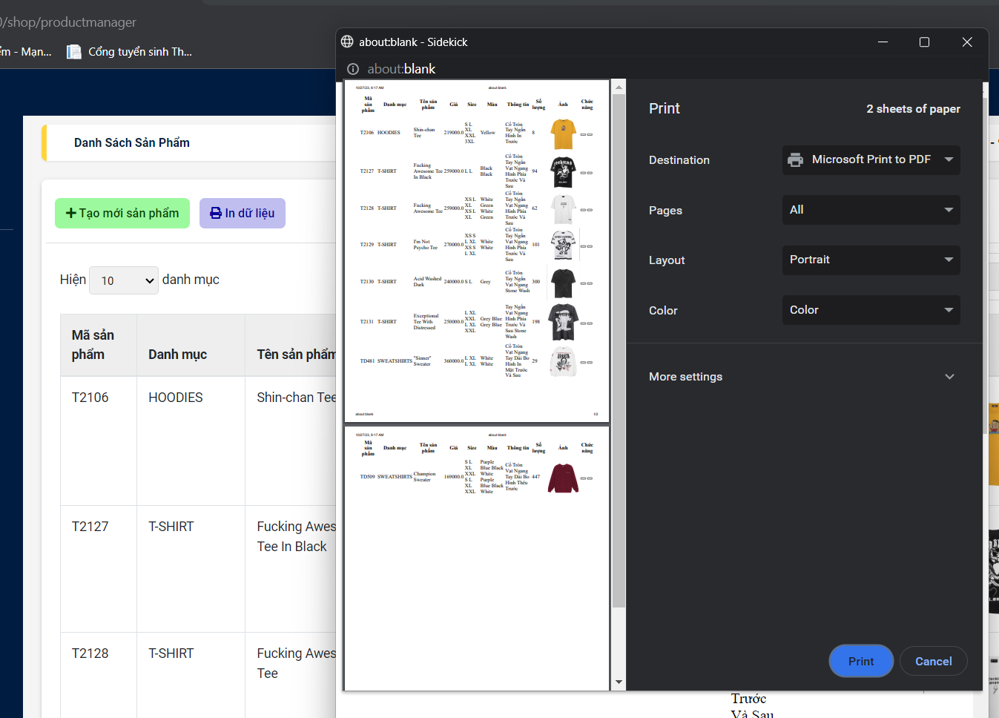 0/shop/productmanager
ểm - Mạn...
Cổng tuyển sinh Th...
Danh Sách Sản Phẩm
Tạo mới sản phẩm
In dữ liệu
Hiện 10 danh mục
Mã sản phẩm
Danh mục
Tên sản phẩm
T2106 HOODIES Shin-chan Tee
T2127 T-SHIRT Fucking Awes
Tee In Black
T2128 T-SHIRT Fucking Awes
Tee
about:blank - Sidekick
about:blank
10/27/23, 9:17 AM about:blank
Mã sản phẩm Danh mục Tên sản phẩm Giá Size Màu Thông tin Số lượng Ảnh Chức năng
T2106 HOODIES Shin-chan Tee 219000.0 S L XL XXL 3XL Yellow Cổ Tròn Tay Ngắn Hình In Trước 8
T2127 T-SHIRT Fucking Awesome Tee In Black 259000.0 L L Black Black Cổ Tròn Tay Ngắn Vạt Ngang Hình Phía Trước Và Sau 94
T2128 T-SHIRT Fucking Awesome Tee 259000.0 XS L XL XS L XL White Green White Green Cổ Tròn Tay Ngắn Vạt Ngang Hình Phía Trước Và Sau 62
T2129 T-SHIRT I'm Not Psycho Tee 270000.0 XS S L XL XS S L XL White White Cổ Tròn Tay Ngắn Vạt Ngang Hình Phía Trước Và Sau 101
T2130 T-SHIRT Acid Washed Dark 240000.0 S L Grey Cổ Tròn Tay Ngắn Vạt Ngang Stone Wash 300
T2131 T-SHIRT Exceptional Tee With Distressed 250000.0 L XL XXL L XL XXL Grey Blue Grey Blue Tay Ngắn Vạt Ngang Hình Phía Trước Và Sau Stone Wash 198
TD481 SWEATSHIRTS "Sinner" Sweater 360000.0 L XL L XL White White Cổ Tròn Vạt Ngang Tay Dài Bo Hình In Mặt Trước Và Sau 29
about:blank 1/2
10/27/23, 9:17 AM about:blank
Mã sản phẩm Danh mục Tên sản phẩm Giá Size Màu Thông tin Số lượng Ảnh Chức năng
TD509 SWEATSHIRTS Champion Sweater 169000.0 S L XL XXL S L XL XXL Purple Blue Black White Purple Blue Black White Cổ Tròn Vạt Ngang Tay Dài Bo Hình Thêu Trước 447
Print
2 sheets of paper
Destination Microsoft Print to PDF
Pages All
Layout Portrait
Color Color
More settings
Print Cancel
Trước
Và Sau